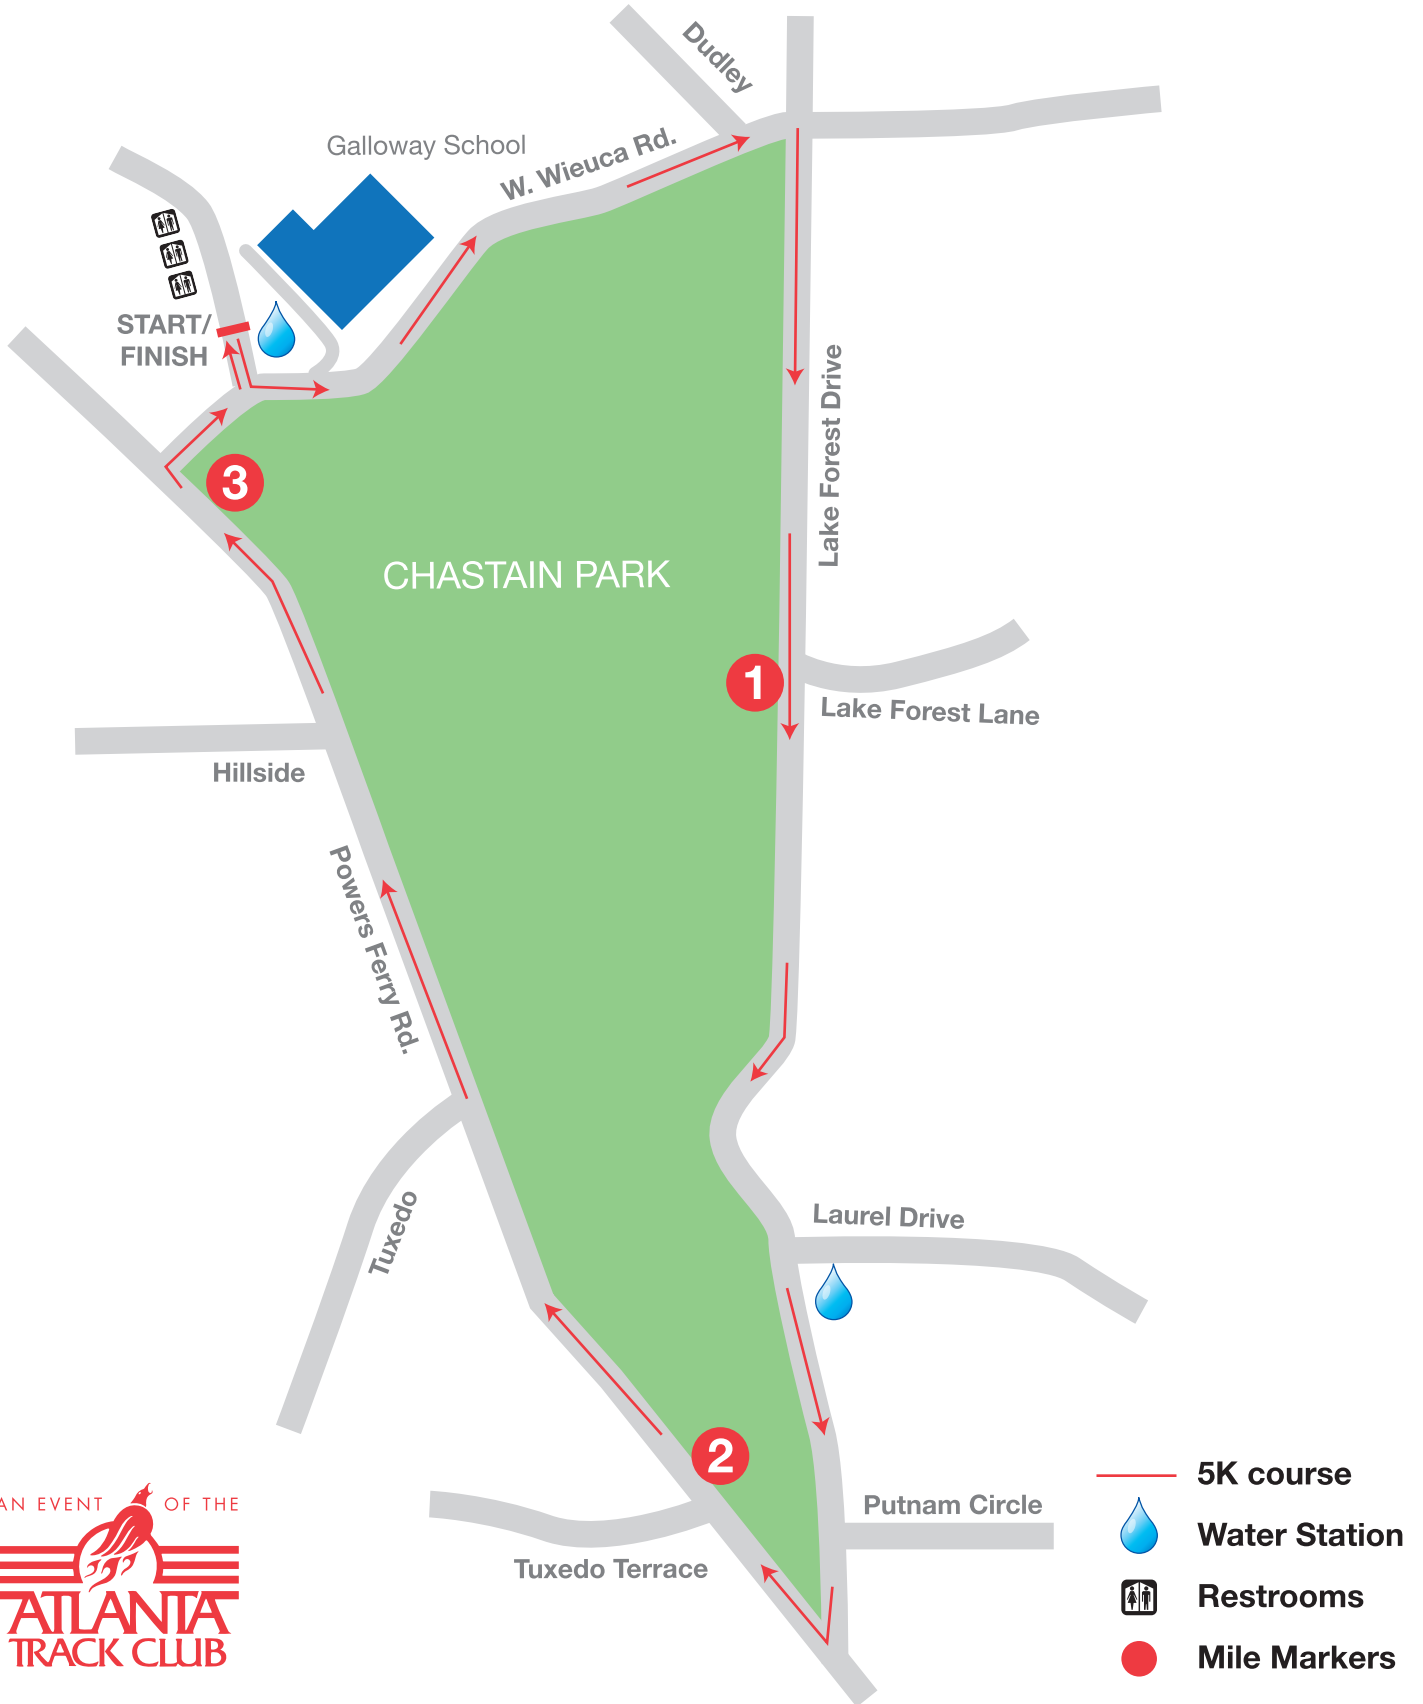 Dudley
Galloway School
W. Wieuca Rd.
START/
FINISH
Lake Forest Drive
3
CHASTAIN PARK
1
Lake Forest Lane
Hillside
Powers Ferry Rd.
Tuxedo
Laurel Drive
2
Putnam Circle
Tuxedo Terrace
5K course
Water Station
Restrooms
Mile Markers
AN EVENT OF THE
ATLANTA
TRACK CLUB